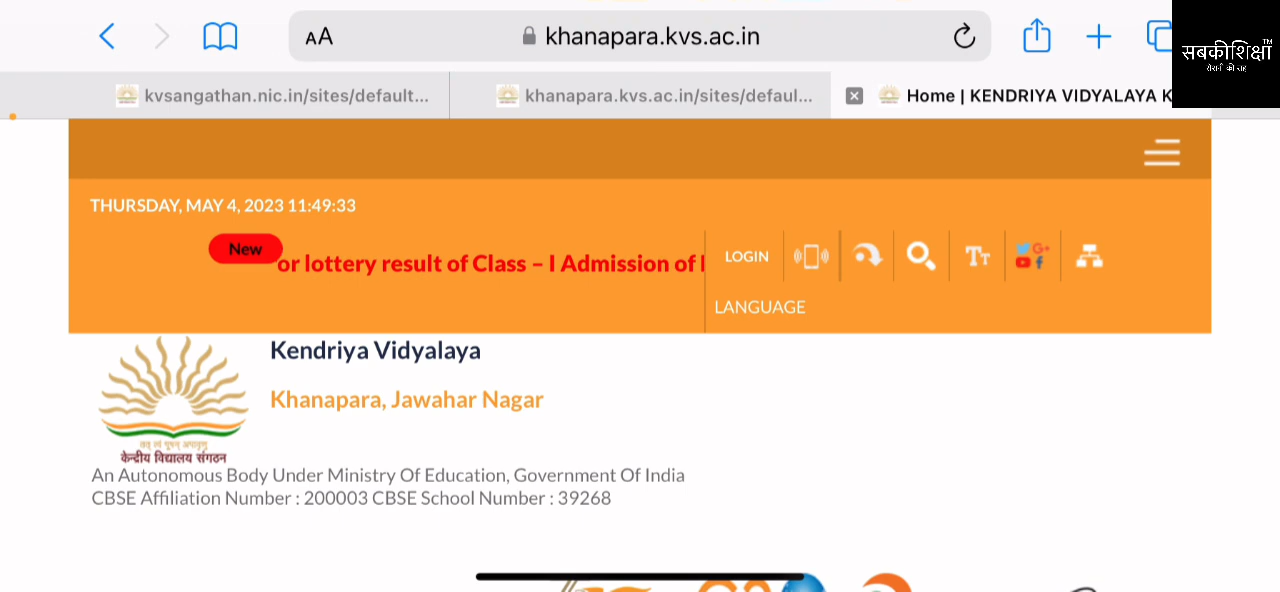 AA khanapara.kvs.ac.in
सबकीशिक्षा™
kvsangathan.nic.in/sites/default...
khanapara.kvs.ac.in/sites/defaul...
Home | KENDRIYA VIDYALAYA K
THURSDAY, MAY 4, 2023 11:49:33
New
or lottery result of Class – I Admission of
LOGIN
TT
G+
f
LANGUAGE
Kendriya Vidyalaya
Khanapara, Jawahar Nagar
केन्द्रीय विद्यालय संगठन
An Autonomous Body Under Ministry Of Education, Government Of India
CBSE Affiliation Number : 200003 CBSE School Number : 39268